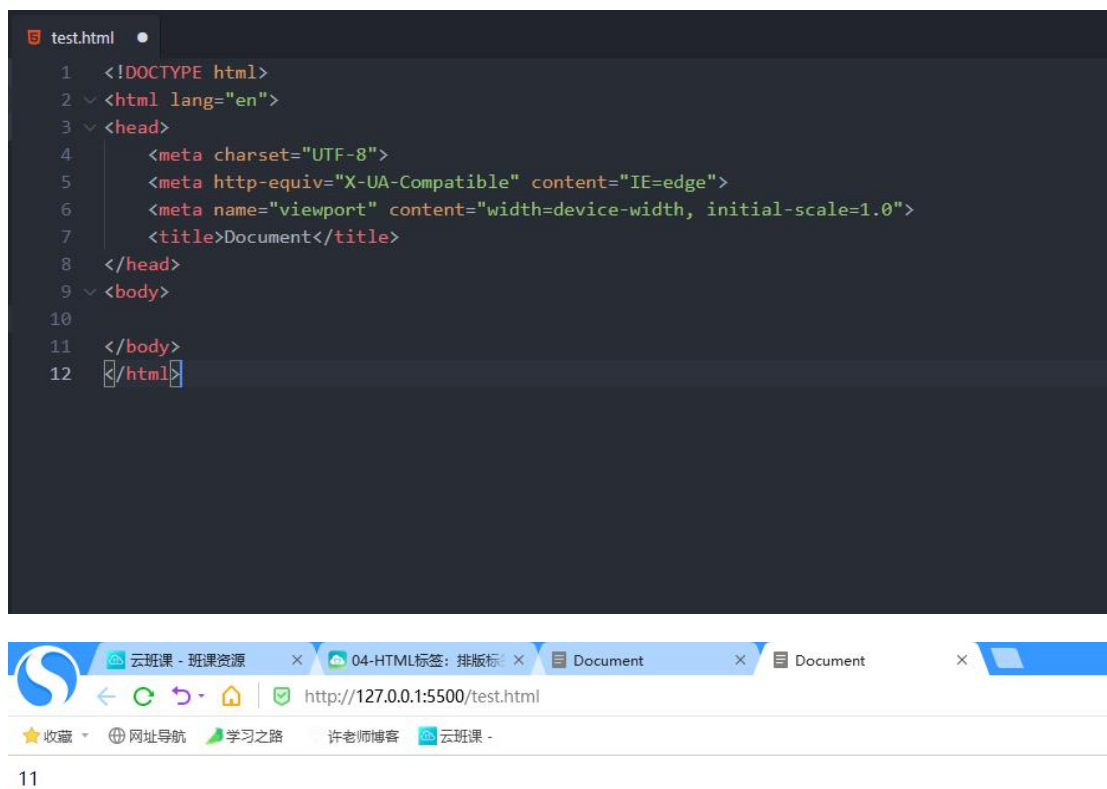 test.html
1 <!DOCTYPE html>
2 <html lang="en">
3 <head>
4 <meta charset="UTF-8">
5 <meta http-equiv="X-UA-Compatible" content="IE=edge">
6 <meta name="viewport" content="width=device-width, initial-scale=1.0">
7 <title>Document</title>
8 </head>
9 <body>
10
11 </body>
12 </html>
云班课 - 班课资源 04-HTML标签：排版标 Document Document
http://127.0.0.1:5500/test.html
收藏 网址导航 学习之路 许老师博客 云班课 -
11